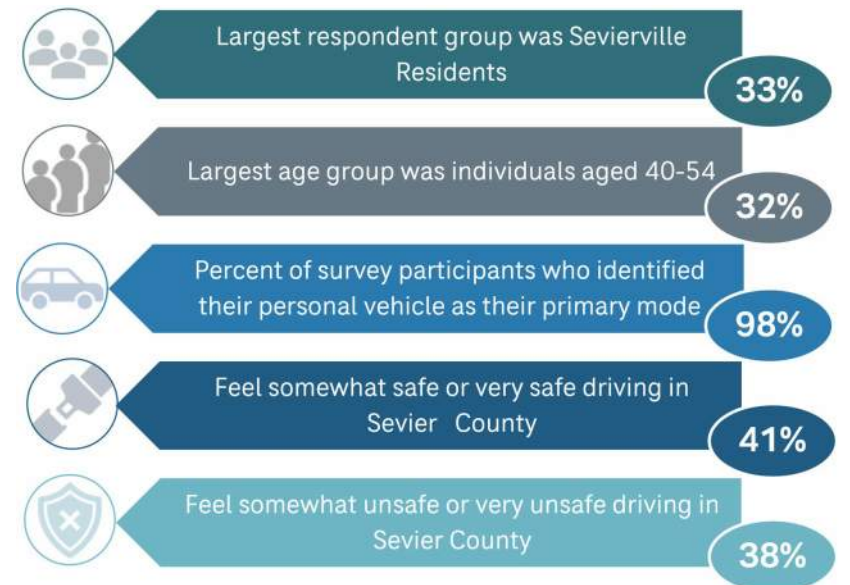 Largest respondent group was Sevierville
Residents
33%
Largest age group was individuals aged 40-54
32%
Percent of survey participants who identified
their personal vehicle as their primary mode
98%
Feel somewhat safe or very safe driving in
Sevier County
41%
Feel somewhat unsafe or very unsafe driving in
Sevier County
38%